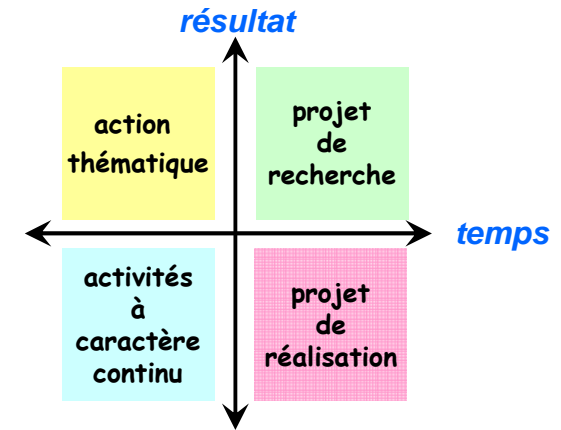 résultat
action
thématique
projet
de
recherche
temps
activités
à
caractère
continu
projet
de
réalisation